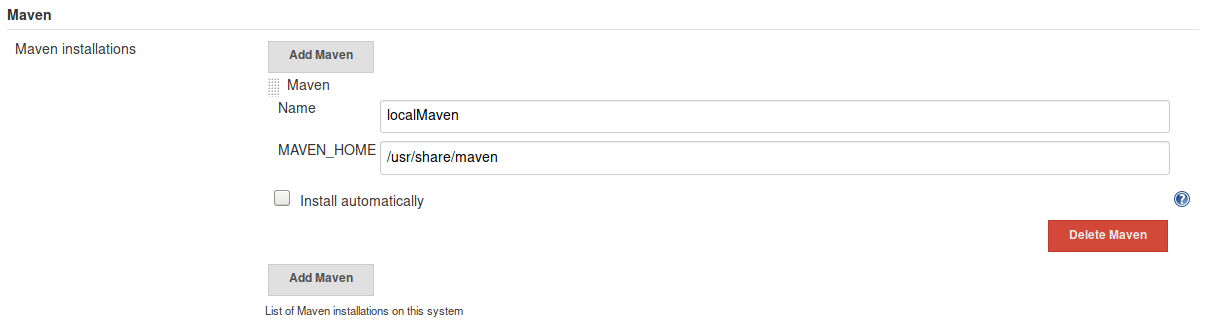 Maven
Maven installations
Add Maven
Maven
Name
localMaven
MAVEN_HOME
/usr/share/maven
Install automatically
?
Delete Maven
Add Maven
List of Maven installations on this system